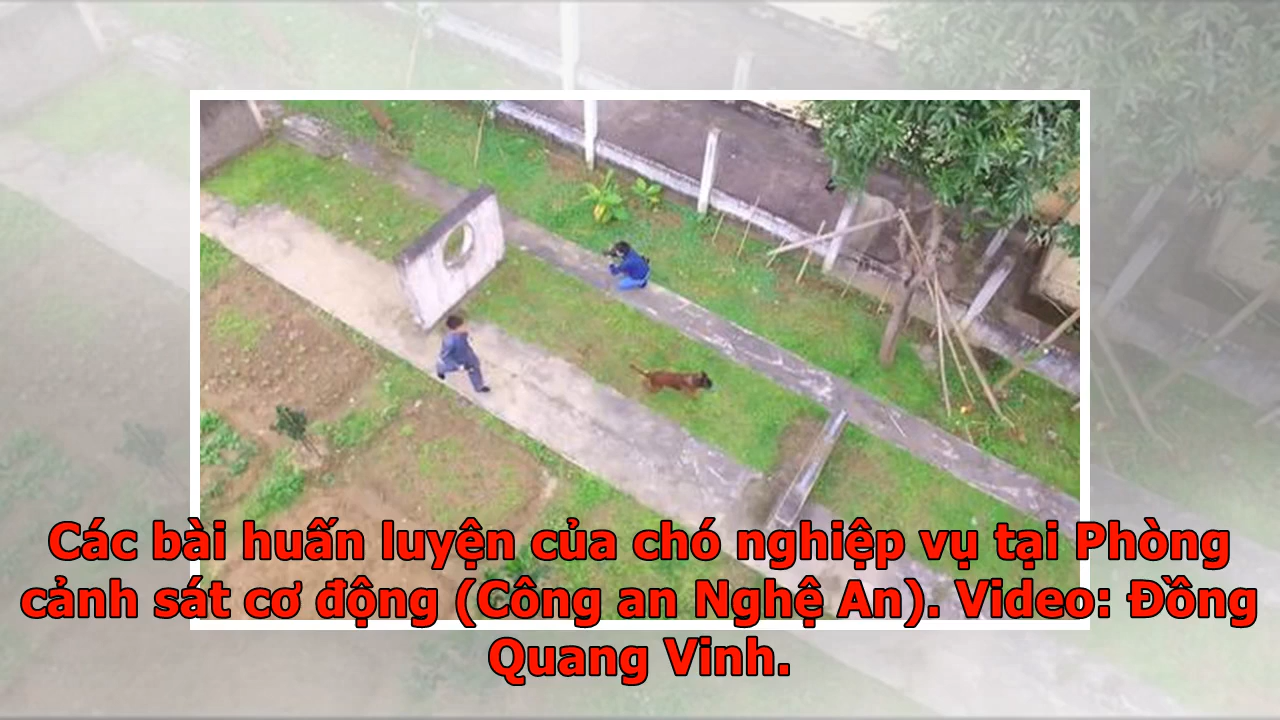 Các bài huấn luyện của chó nghiệp vụ tại Phòng
cảnh sát cơ động (Công an Nghệ An). Video: Đồng
Quang Vinh.